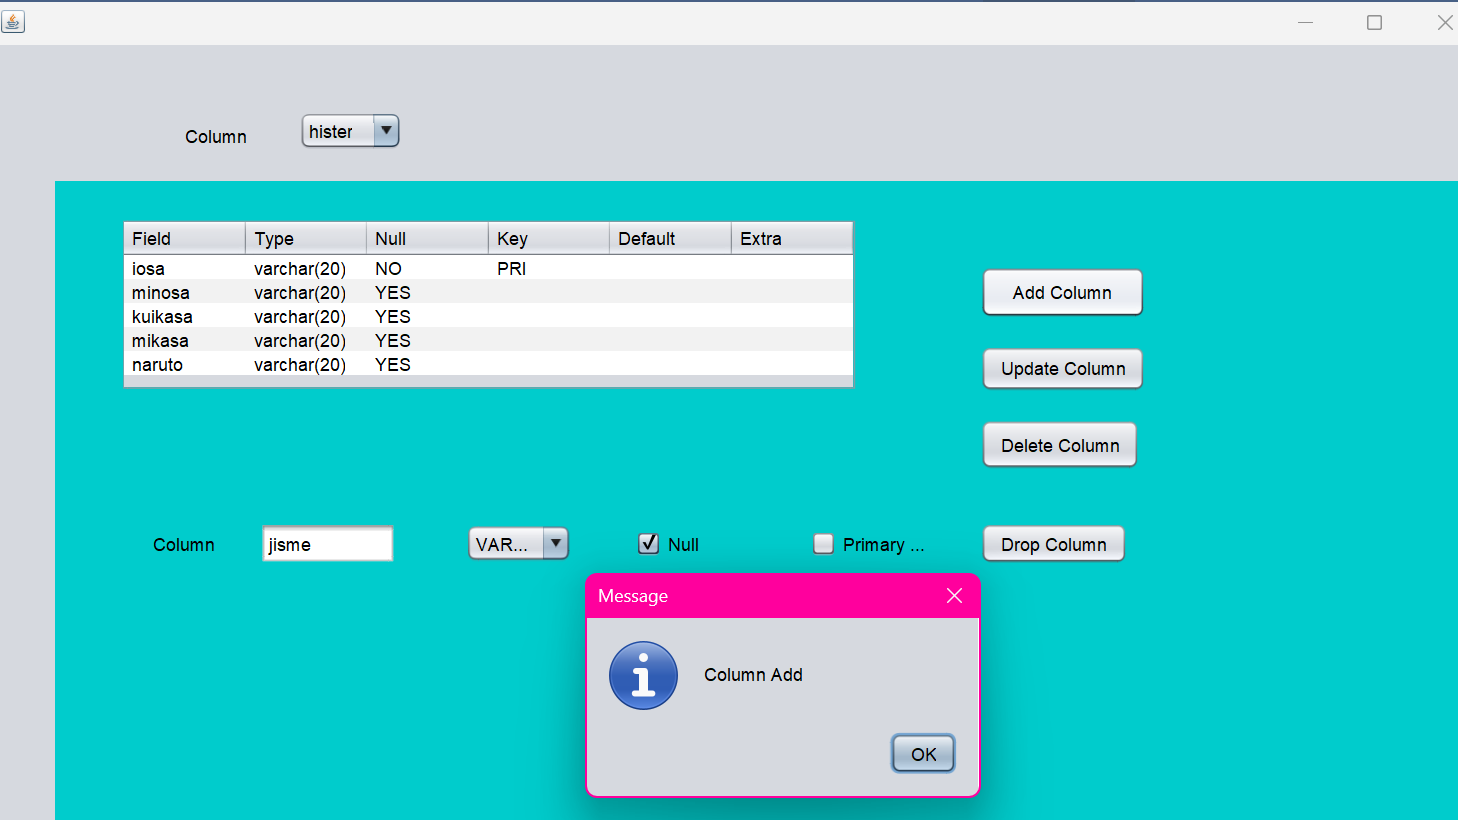 Column hister
Field Type Null Key Default Extra
iosa varchar(20) NO PRI
minosa varchar(20) YES
kuikasa varchar(20) YES
mikasa varchar(20) YES
naruto varchar(20) YES
Add Column
Update Column
Delete Column
Column jisme VAR... Null Primary ... Drop Column
Message
Column Add
OK